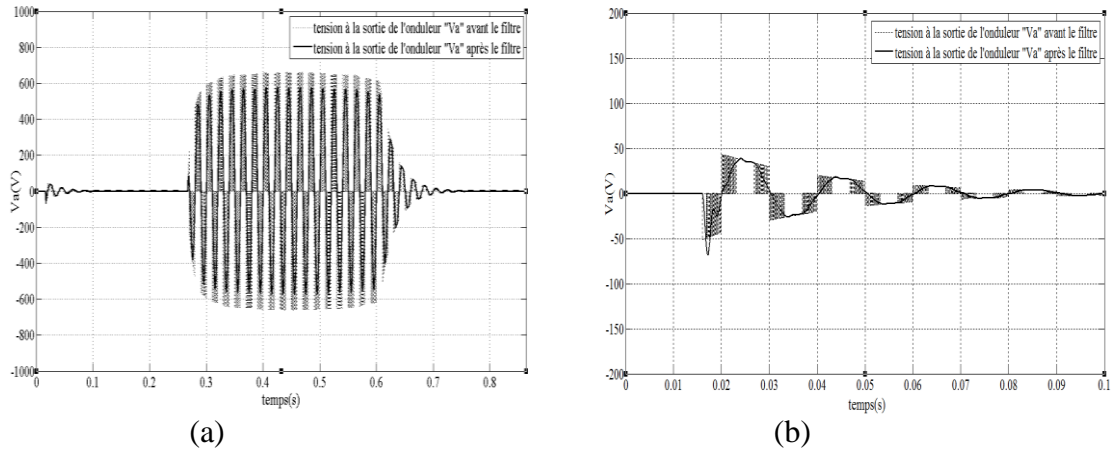 1000
800
600
400
200
0
-200
-400
-600
-800
-1000
Va(V)
0 0.1 0.2 0.3 0.4 0.5 0.6 0.7 0.8
temps(s)
tension à la sortie de l'onduleur "Va" avant le filtre
tension à la sortie de l'onduleur "Va" après le filtre
(a)
200
150
100
50
0
-50
-100
-150
-200
Va(V)
0 0.01 0.02 0.03 0.04 0.05 0.06 0.07 0.08 0.09 0.1
temps(s)
tension à la sortie de l'onduleur "Va" avant le filtre
tension à la sortie de l'onduleur "Va" après le filtre
(b)